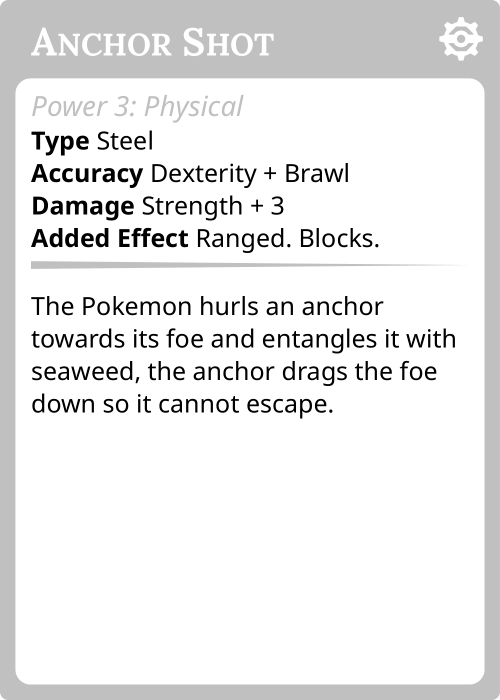 Anchor Shot
Power 3: Physical
Type Steel
Accuracy Dexterity + Brawl
Damage Strength + 3
Added Effect Ranged. Blocks.
The Pokemon hurls an anchor
towards its foe and entangles it with
seaweed, the anchor drags the foe
down so it cannot escape.